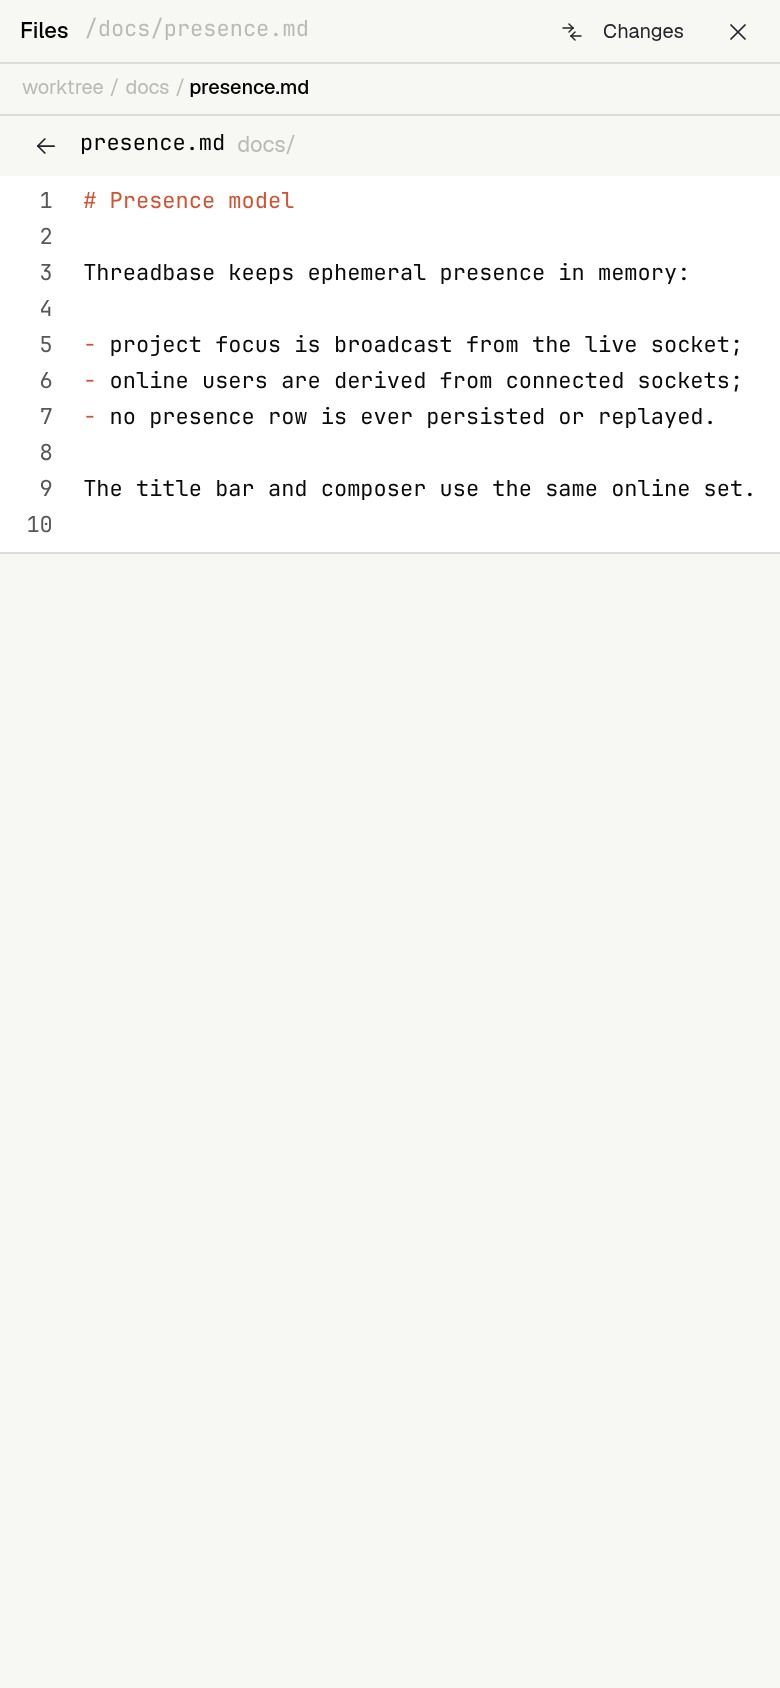 Files /docs/presence.md Changes
worktree / docs / presence.md
presence.md docs/
1 # Presence model
2
3 Threadbase keeps ephemeral presence in memory:
4
5 - project focus is broadcast from the live socket;
6 - online users are derived from connected sockets;
7 - no presence row is ever persisted or replayed.
8
9 The title bar and composer use the same online set.
10